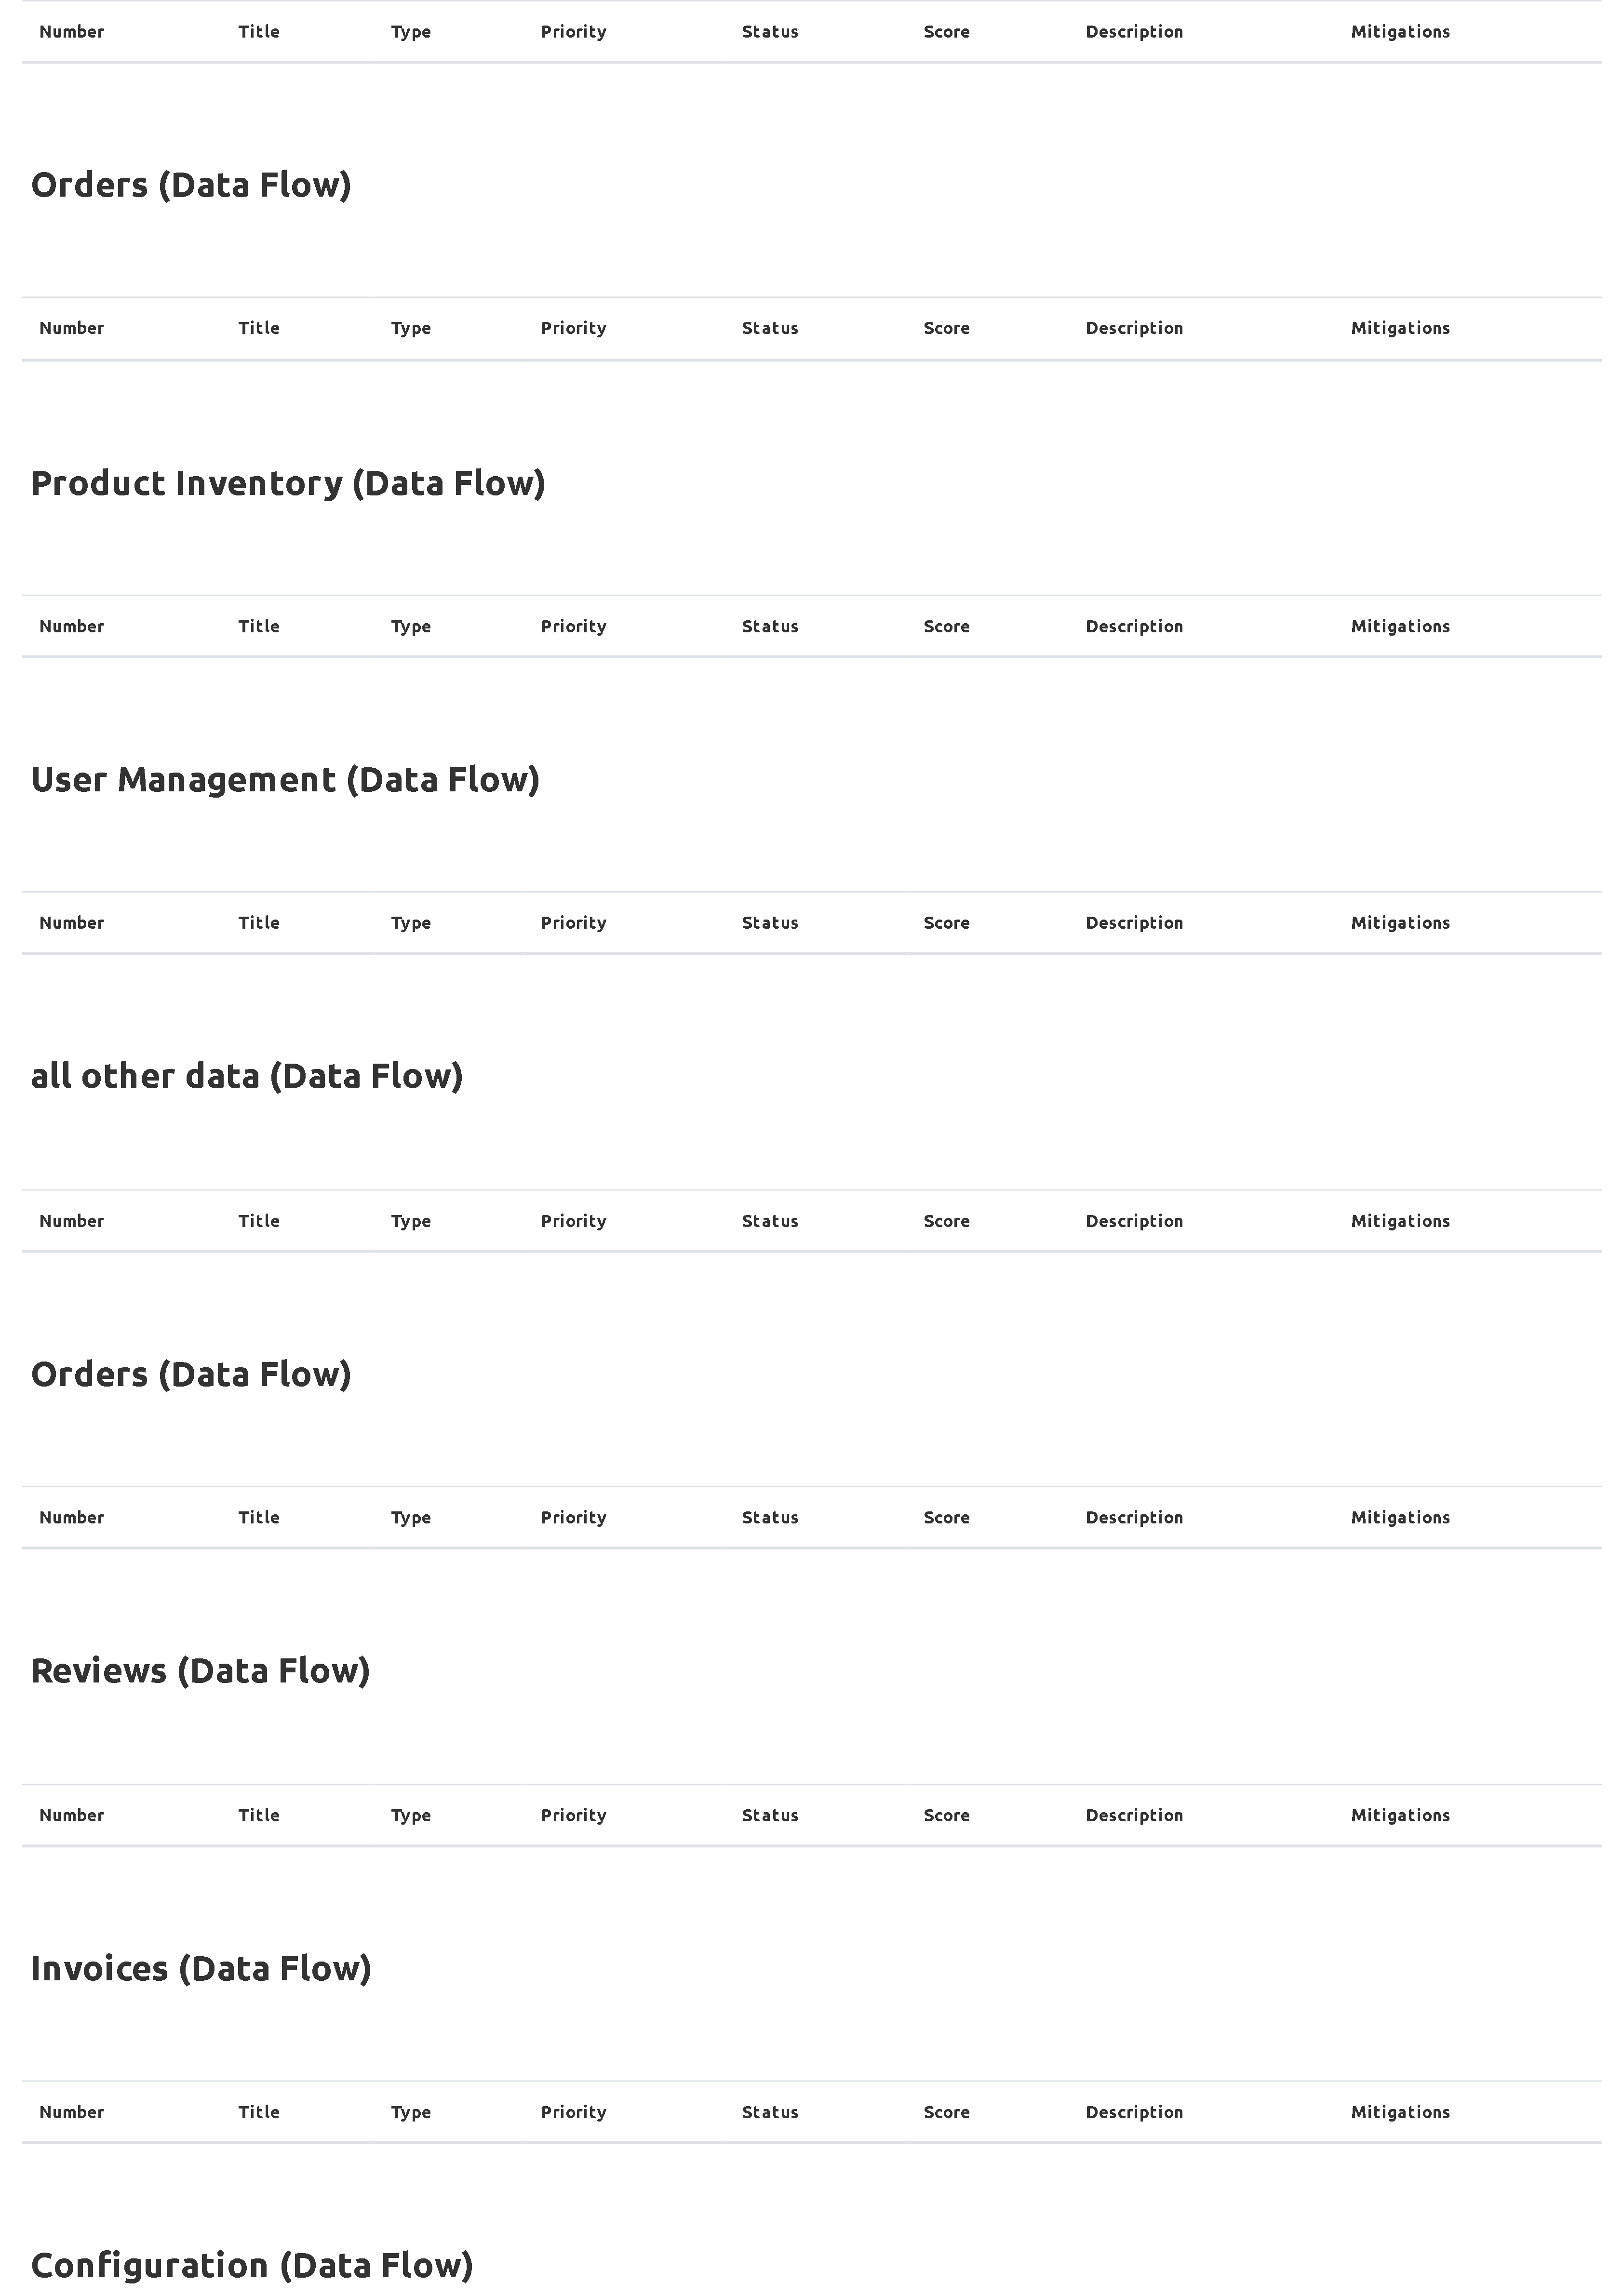 Number Title Type Priority Status Score Description Mitigations
Orders (Data Flow)
Number Title Type Priority Status Score Description Mitigations
Product Inventory (Data Flow)
Number Title Type Priority Status Score Description Mitigations
User Management (Data Flow)
Number Title Type Priority Status Score Description Mitigations
all other data (Data Flow)
Number Title Type Priority Status Score Description Mitigations
Orders (Data Flow)
Number Title Type Priority Status Score Description Mitigations
Reviews (Data Flow)
Number Title Type Priority Status Score Description Mitigations
Invoices (Data Flow)
Number Title Type Priority Status Score Description Mitigations
Configuration (Data Flow)